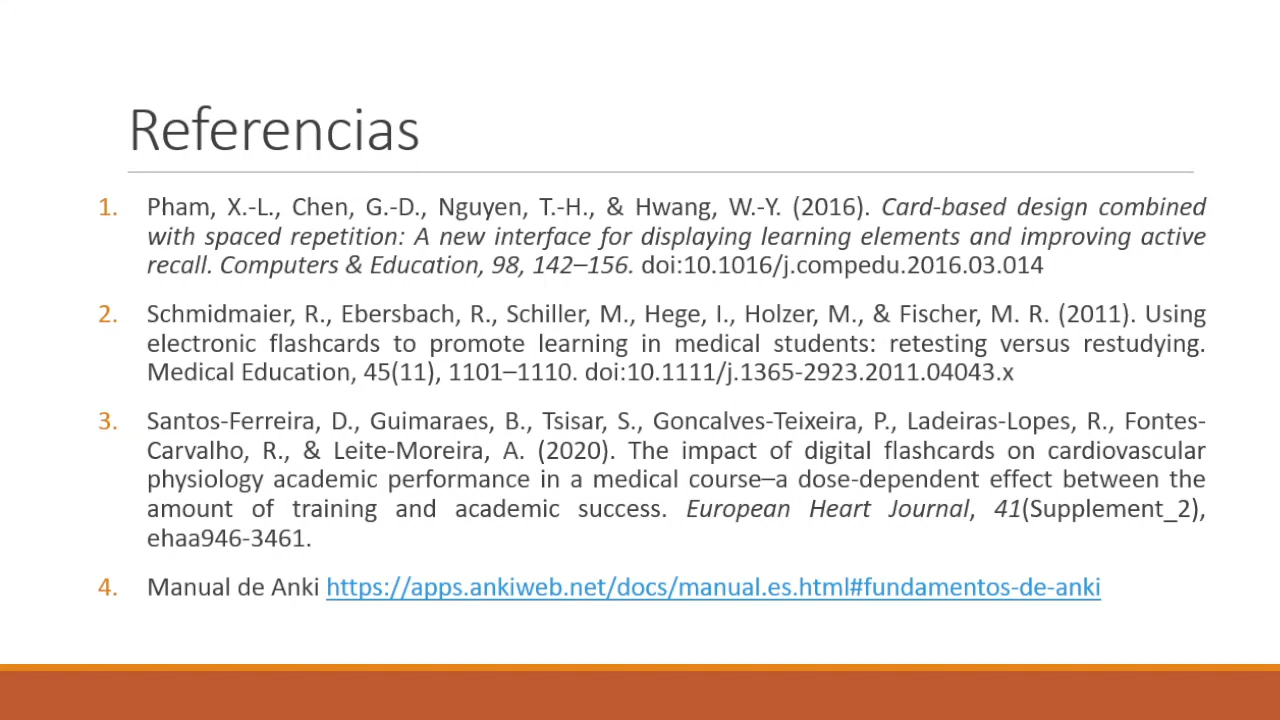 Referencias
1. Pham, X.-L., Chen, G.-D., Nguyen, T.-H., & Hwang, W.-Y. (2016). Card-based design combined
with spaced repetition: A new interface for displaying learning elements and improving active
recall. Computers & Education, 98, 142–156. doi:10.1016/j.compedu.2016.03.014
2. Schmidmaier, R., Ebersbach, R., Schiller, M., Hege, I., Holzer, M., & Fischer, M. R. (2011). Using
electronic flashcards to promote learning in medical students: retesting versus restudying.
Medical Education, 45(11), 1101–1110. doi:10.1111/j.1365-2923.2011.04043.x
3. Santos-Ferreira, D., Guimaraes, B., Tsisar, S., Goncalves-Teixeira, P., Ladeiras-Lopes, R., Fontes-
Carvalho, R., & Leite-Moreira, A. (2020). The impact of digital flashcards on cardiovascular
physiology academic performance in a medical course–a dose-dependent effect between the
amount of training and academic success. European Heart Journal, 41(Supplement_2),
ehaa946-3461.
4. Manual de Anki https://apps.ankiweb.net/docs/manual.es.html#fundamentos-de-anki